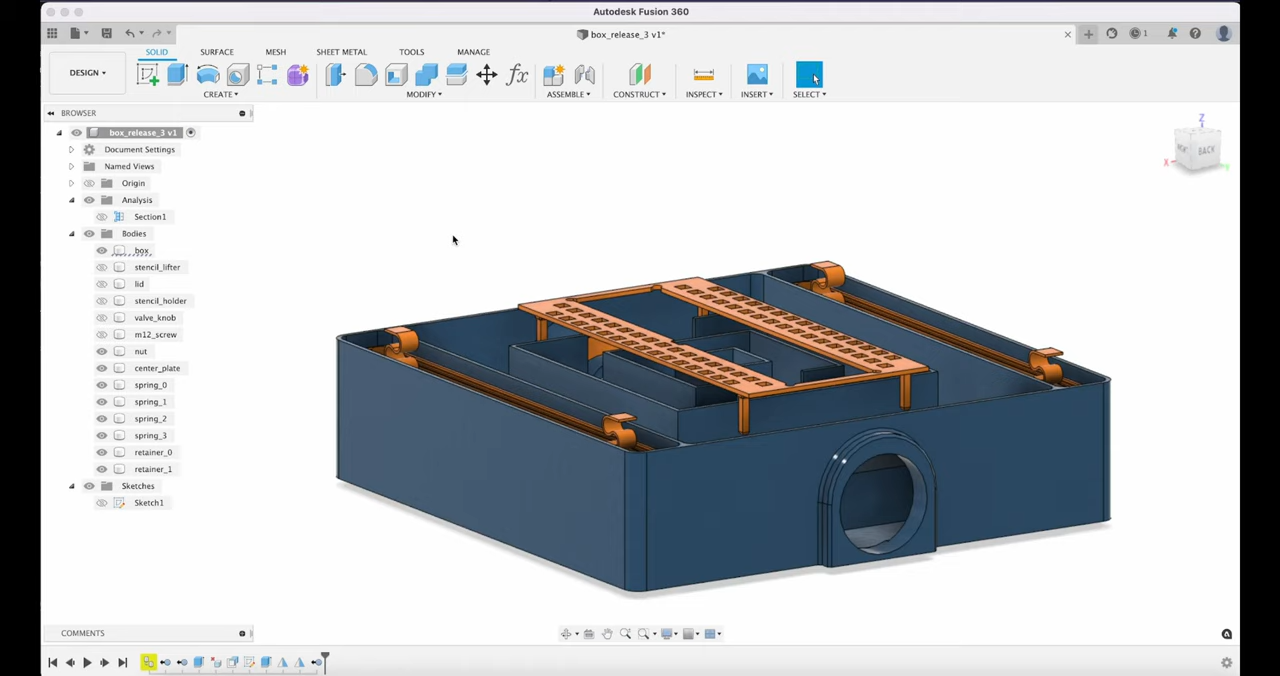 Autodesk Fusion 360
box_release_3 v1*
1
DESIGN
SOLID
SURFACE
MESH
SHEET METAL
TOOLS
MANAGE
fx
CREATE
MODIFY
ASSEMBLE
CONSTRUCT
INSPECT
INSERT
SELECT
BROWSER
box_release_3 v1
Document Settings
Named Views
Origin
Analysis
Section1
Bodies
box
stencil_lifter
lid
stencil_holder
valve_knob
m12_screw
nut
center_plate
spring_0
spring_1
spring_2
spring_3
retainer_0
retainer_1
Sketches
Sketch1
Z
BACK
X
COMMENTS